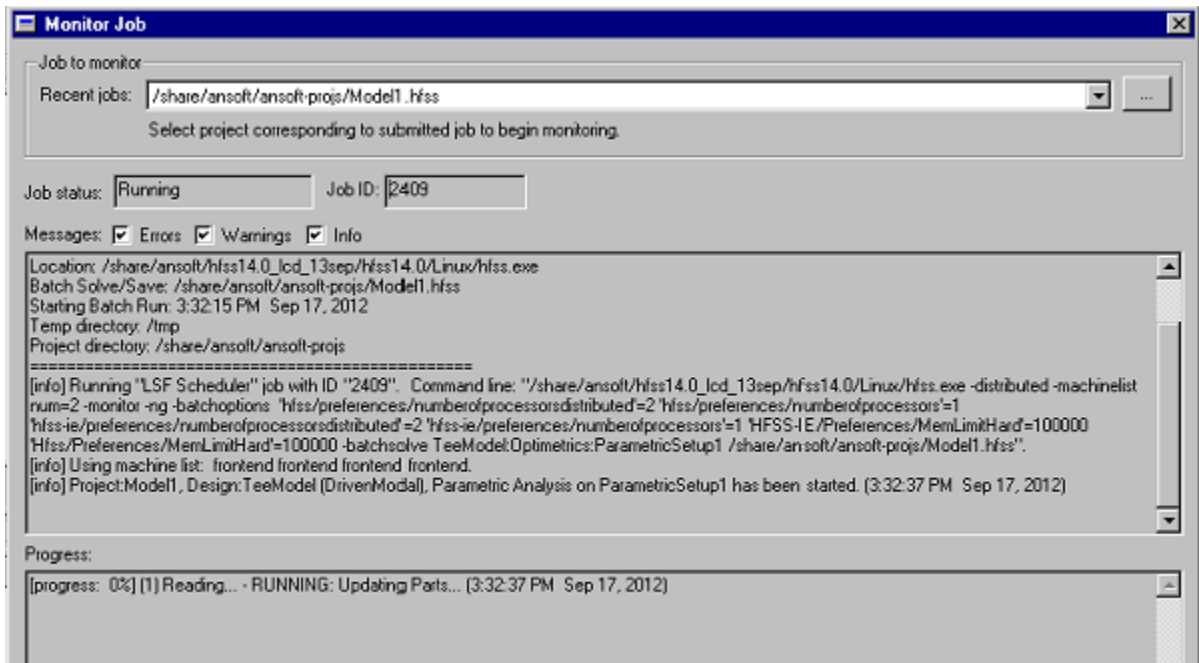 Monitor Job
Job to monitor
Recent jobs: /share/ansoft/ansoft-projs/Model1.hfss
...
Select project corresponding to submitted job to begin monitoring.
Job status: Running Job ID: 2409
Messages: Errors Warnings Info
Location: /share/ansoft/hfss14.0_lcd_13sep/hfss14.0/Linux/hfss.exe
Batch Solve/Save: /share/ansoft/ansoft-projs/Model1.hfss
Starting Batch Run: 3:32:15 PM Sep 17, 2012
Temp directory: /tmp
Project directory: /share/ansoft/ansoft-projs
================================================
[info] Running "LSF Scheduler" job with ID "2409". Command line: "/share/ansoft/hfss14.0_lcd_13sep/hfss14.0/Linux/hfss.exe -distributed -machinelist
num=2 -monitor -ng -batchoptions 'hfss/preferences/numberofprocessorsdistributed'=2 'hfss/preferences/numberofprocessors'=1
'hfss-ie/preferences/numberofprocessorsdistributed'=2 'hfss-ie/preferences/numberofprocessors'=1 'HFSS-IE/Preferences/MemLimitHard'=100000
'Hfss/Preferences/MemLimitHard'=100000 -batchsolve TeeModel:Optimetrics:ParametricSetup1 /share/ansoft/ansoft-projs/Model1.hfss".
[info] Using machine list: frontend frontend frontend frontend.
[info] Project:Model1, Design:TeeModel (DrivenModal), Parametric Analysis on ParametricSetup1 has been started. (3:32:37 PM Sep 17, 2012)
Progress:
[progress: 0%] (1) Reading... - RUNNING: Updating Parts... (3:32:37 PM Sep 17, 2012)